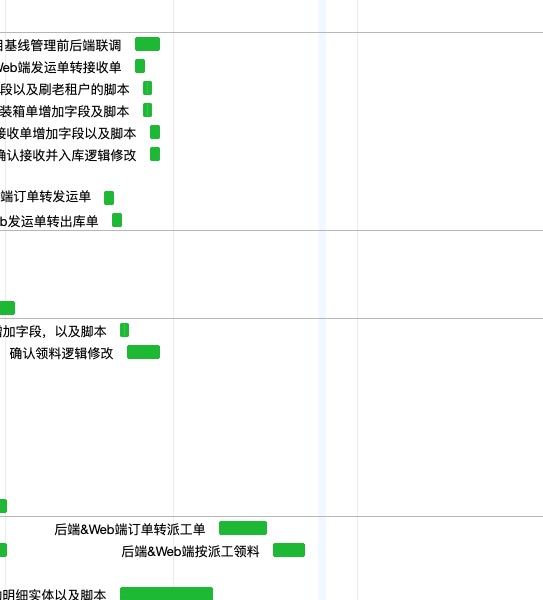 基线管理前后端联调
Web端发运单转接收单
段以及刷老租户的脚本
装箱单增加字段及脚本
接收单增加字段以及脚本
确认接收并入库逻辑修改
端订单转发运单
b发运单转出库单
增加字段，以及脚本
确认领料逻辑修改
后端&Web端订单转派工单
后端&Web端按派工领料
明细实体以及脚本